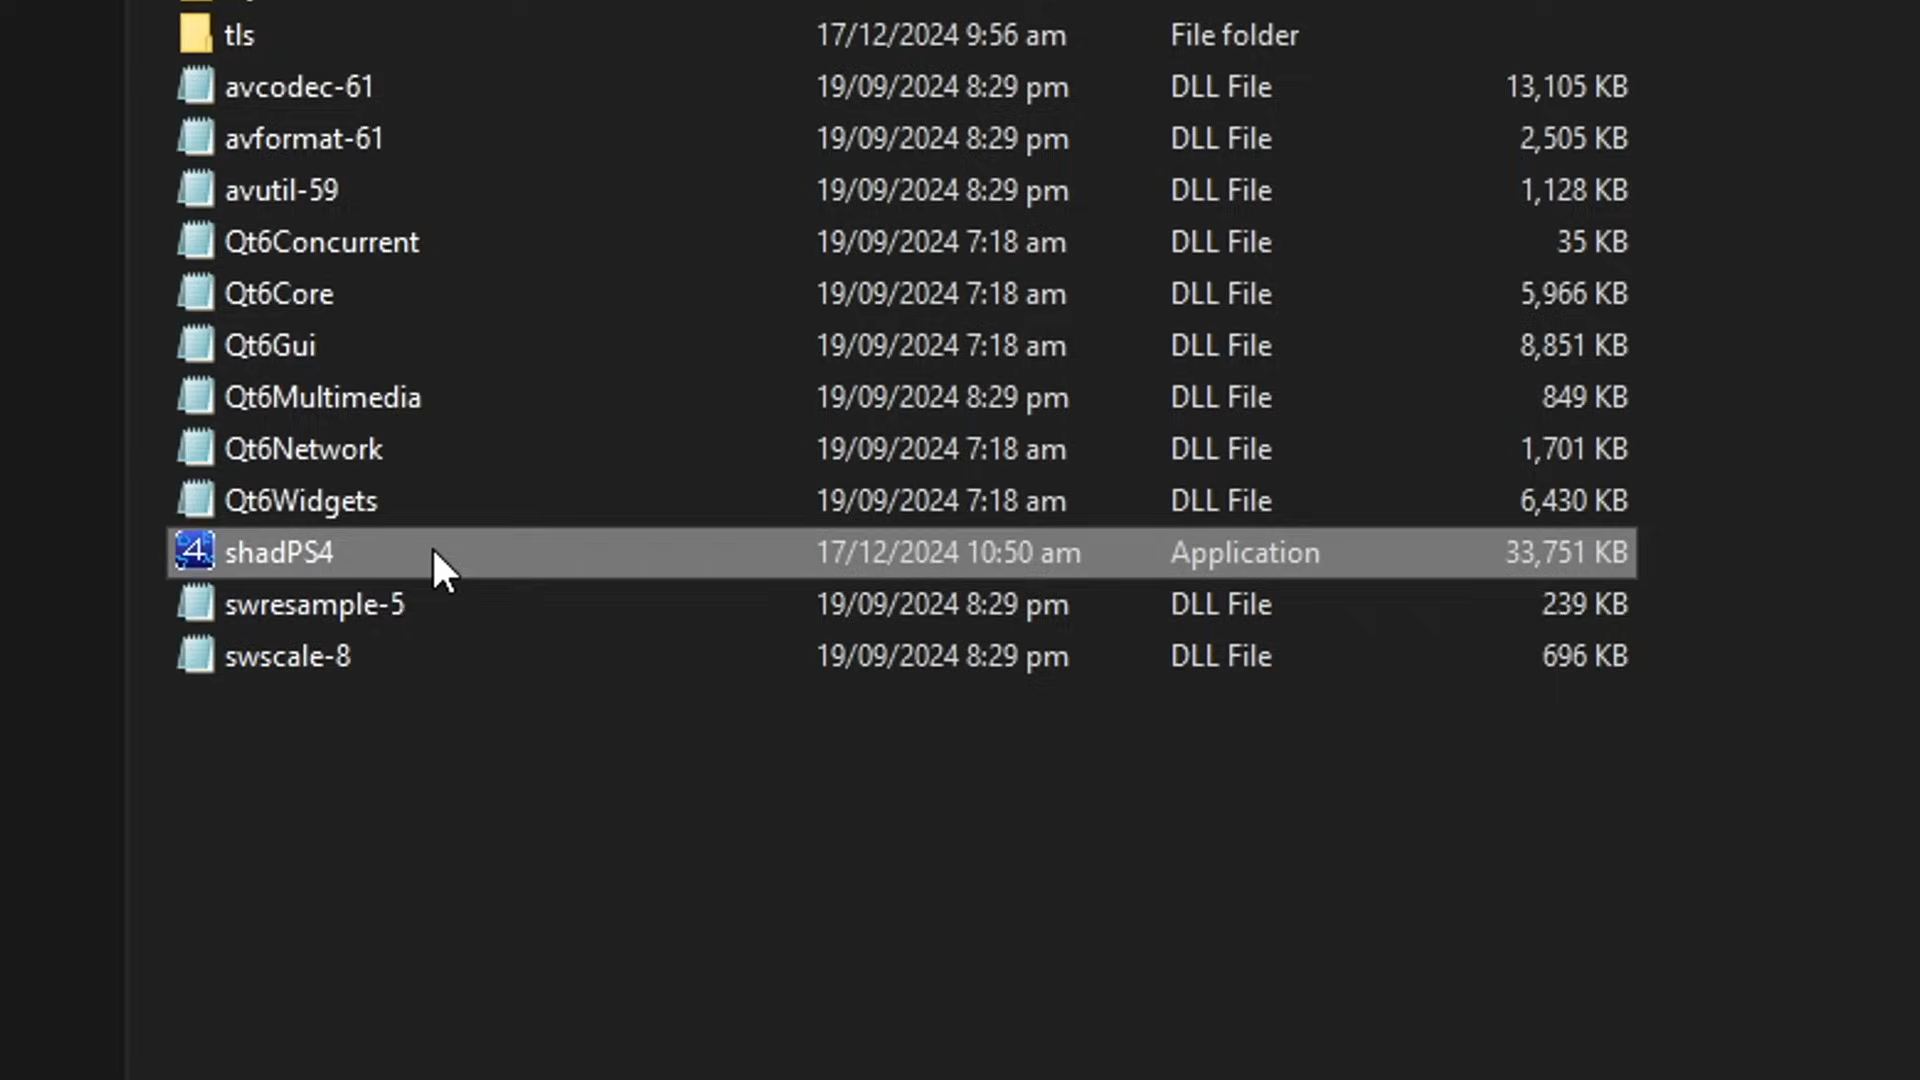 tls 17/12/2024 9:56 am File folder
avcodec-61 19/09/2024 8:29 pm DLL File 13,105 KB
avformat-61 19/09/2024 8:29 pm DLL File 2,505 KB
avutil-59 19/09/2024 8:29 pm DLL File 1,128 KB
Qt6Concurrent 19/09/2024 7:18 am DLL File 35 KB
Qt6Core 19/09/2024 7:18 am DLL File 5,966 KB
Qt6Gui 19/09/2024 7:18 am DLL File 8,851 KB
Qt6Multimedia 19/09/2024 8:29 pm DLL File 849 KB
Qt6Network 19/09/2024 7:18 am DLL File 1,701 KB
Qt6Widgets 19/09/2024 7:18 am DLL File 6,430 KB
4 shadPS4 17/12/2024 10:50 am Application 33,751 KB
swresample-5 19/09/2024 8:29 pm DLL File 239 KB
swscale-8 19/09/2024 8:29 pm DLL File 696 KB